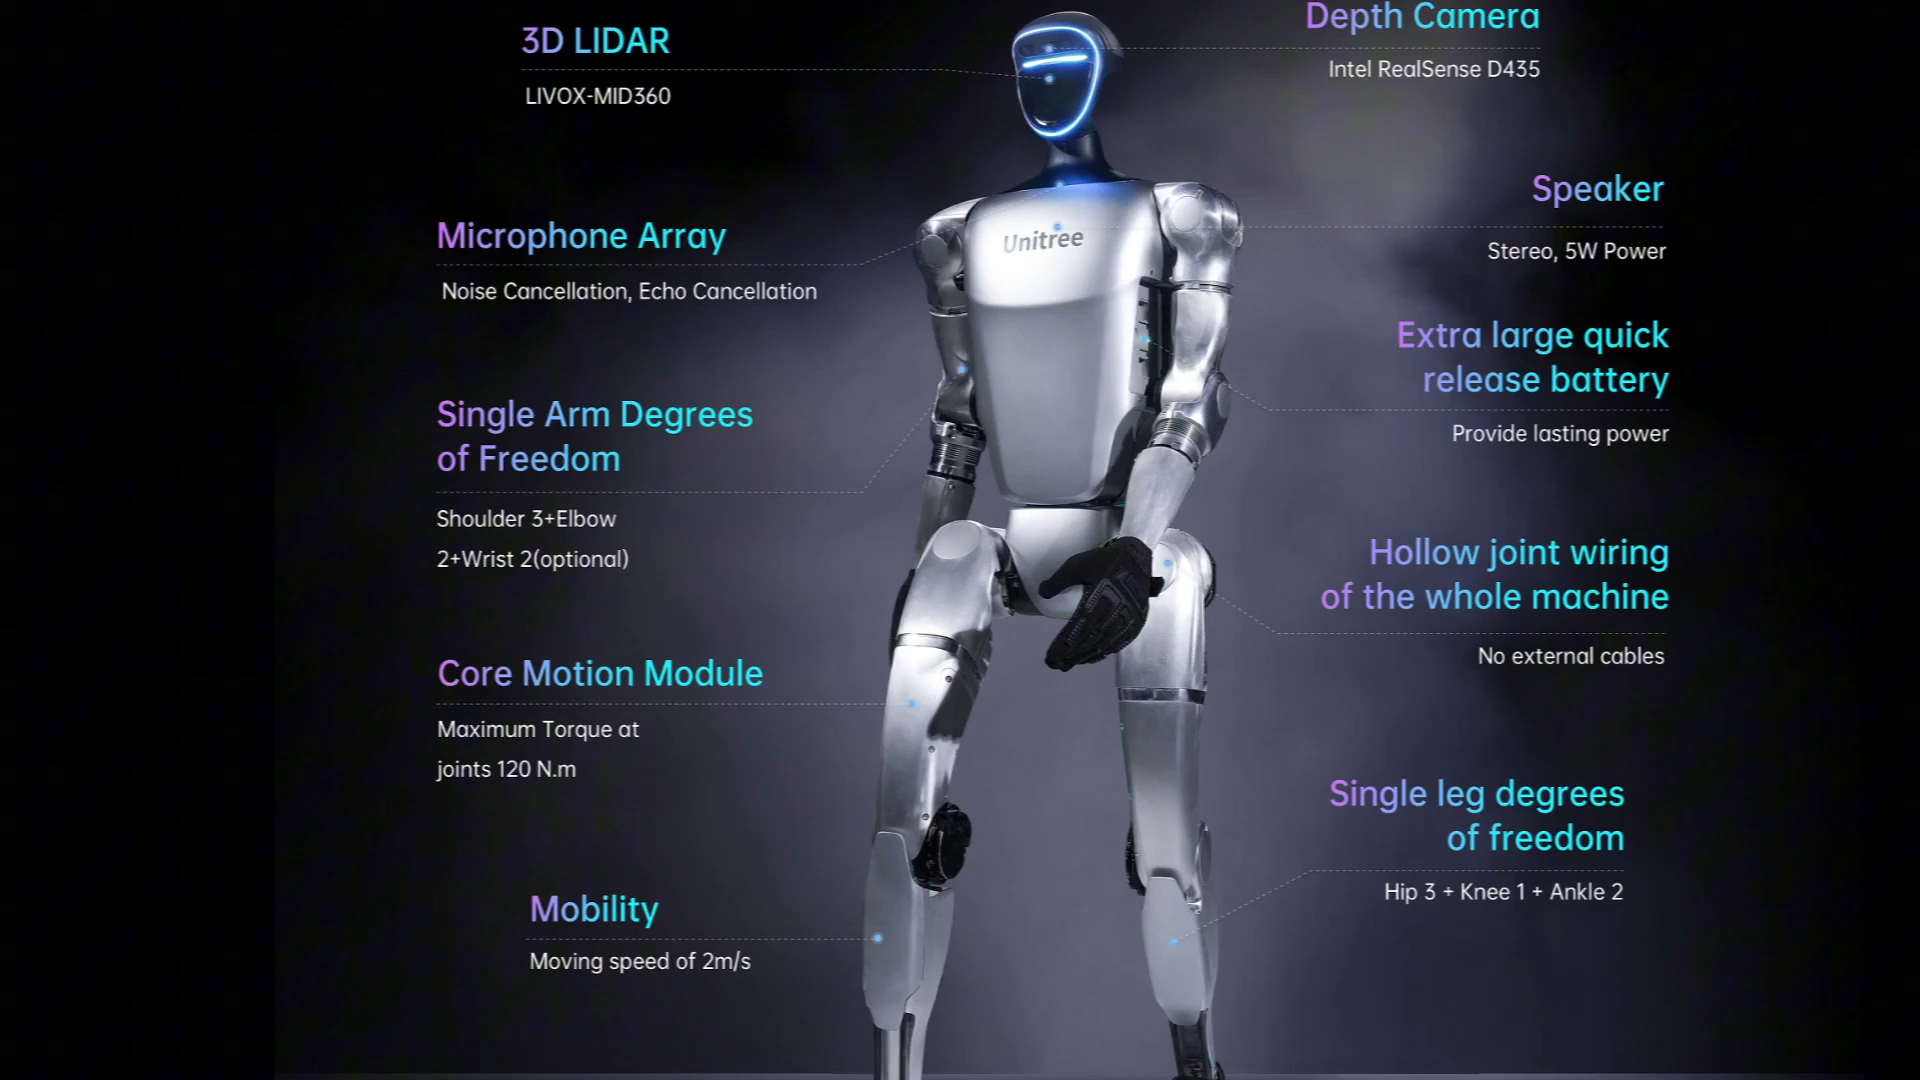 3D LIDAR
LIVOX-MID360
Microphone Array
Noise Cancellation, Echo Cancellation
Single Arm Degrees
of Freedom
Shoulder 3+Elbow
2+Wrist 2(optional)
Core Motion Module
Maximum Torque at
joints 120 N.m
Mobility
Moving speed of 2m/s
Unitree
Depth Camera
Intel RealSense D435
Speaker
Stereo, 5W Power
Extra large quick
release battery
Provide lasting power
Hollow joint wiring
of the whole machine
No external cables
Single leg degrees
of freedom
Hip 3 + Knee 1 + Ankle 2